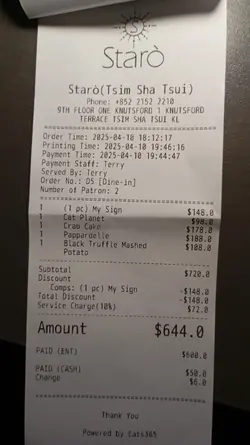 Starò
Starò(Tsim Sha Tsui)
Phone: +852 2152 2210
9TH FLOOR ONE KNUTSFORD 1 KNUTSFORD
TERRACE TSIM SHA TSUI KL
Order Time: 2025-04-10 18:12:17
Printing Time: 2025-04-10 19:46:16
Payment Time: 2025-04-10 19:44:47
Payment Staff: Terry
Served By: Terry
Order No.: D5 [Dine-in]
Number of Patron: 2
1 (1 pc) My Sign $148.0
1 Cat Planet $98.0
1 Crab Cake $178.0
1 Pappardelle $188.0
1 Black Truffle Mashed $108.0
Potato
Subtotal $720.0
Discount
Comps: (1 pc) My Sign -$148.0
Total Discount -$148.0
Service Charge(10%) $72.0
Amount $644.0
PAID (ENT) $600.0
PAID (CASH) $50.0
Change $6.0
Thank You
Powered by Eats365